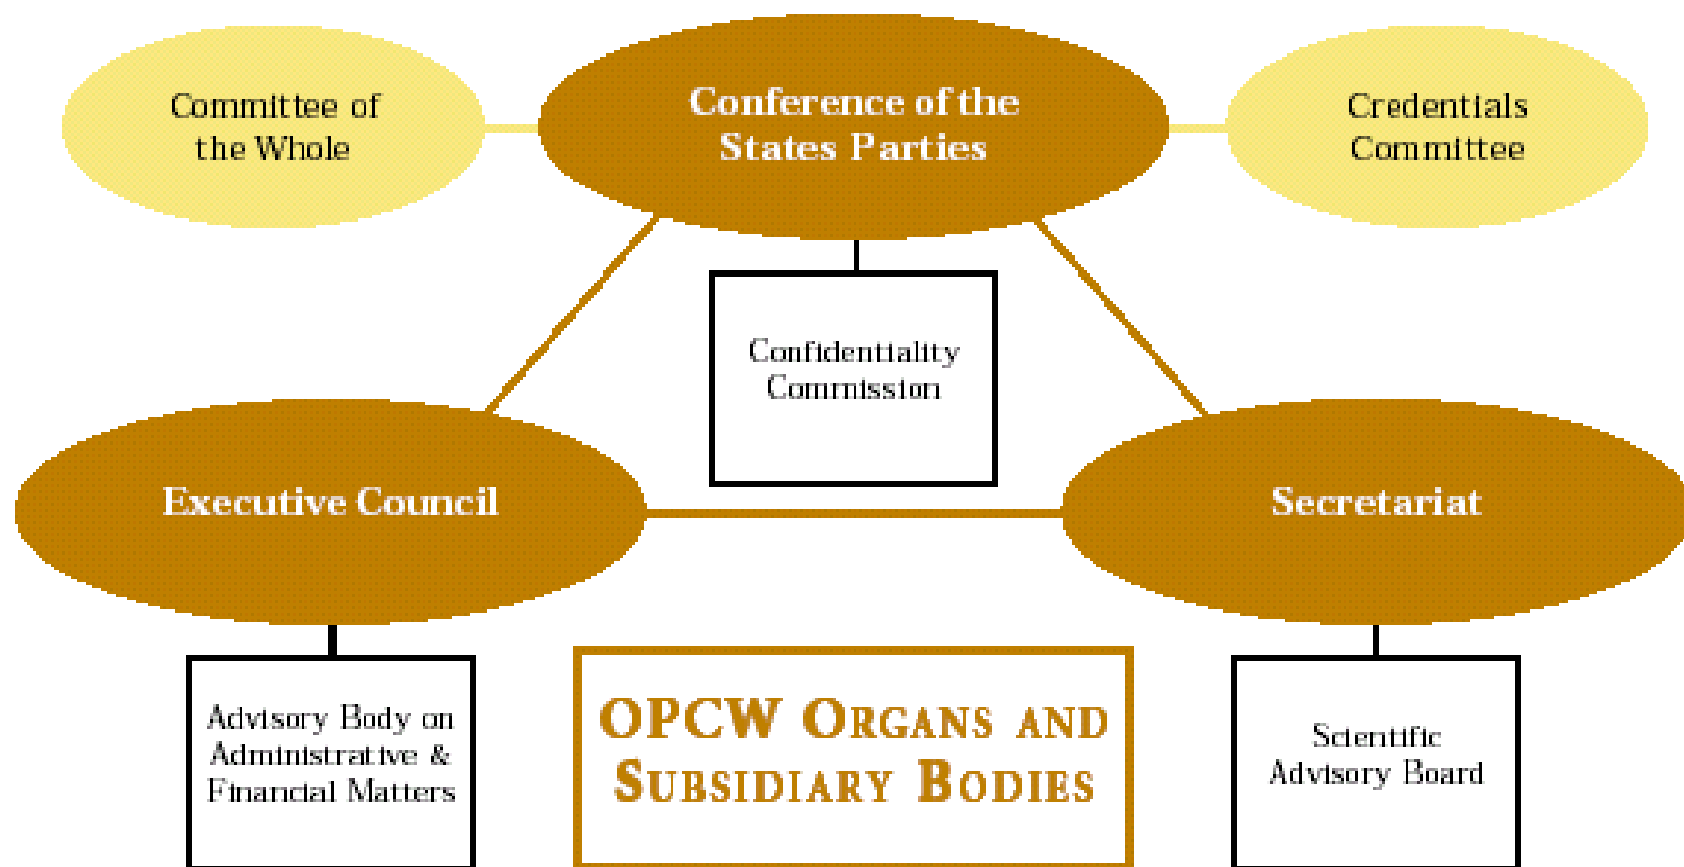 Committee of
the Whole
Conference of the
States Parties
Credentials
Committee
Confidentiality
Commission
Executive Council
Secretariat
Advisory Body on
Administrative &
Financial Matters
OPCW ORGANS AND
SUBSIDIARY BODIES
Scientific
Advisory Board